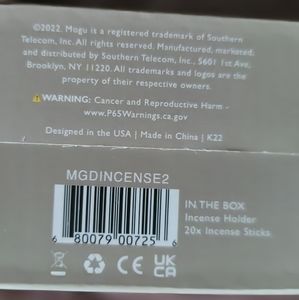 ©2022. Mogu is a registered trademark of Southern
Telecom, Inc. All rights reserved. Manufactured, marketed,
and distributed by Southern Telecom, Inc., 5601 1st Ave,
Brooklyn, NY 11220. All trademarks and logos are the
property of their respective owners.
⚠WARNING: Cancer and Reproductive Harm -
www.P65Warnings.ca.gov
Designed in the USA | Made in China | K22
MGDINCENSE2
IN THE BOX
Incense Holder
20x Incense Sticks
6 80079 00725 6
CE UK
CA